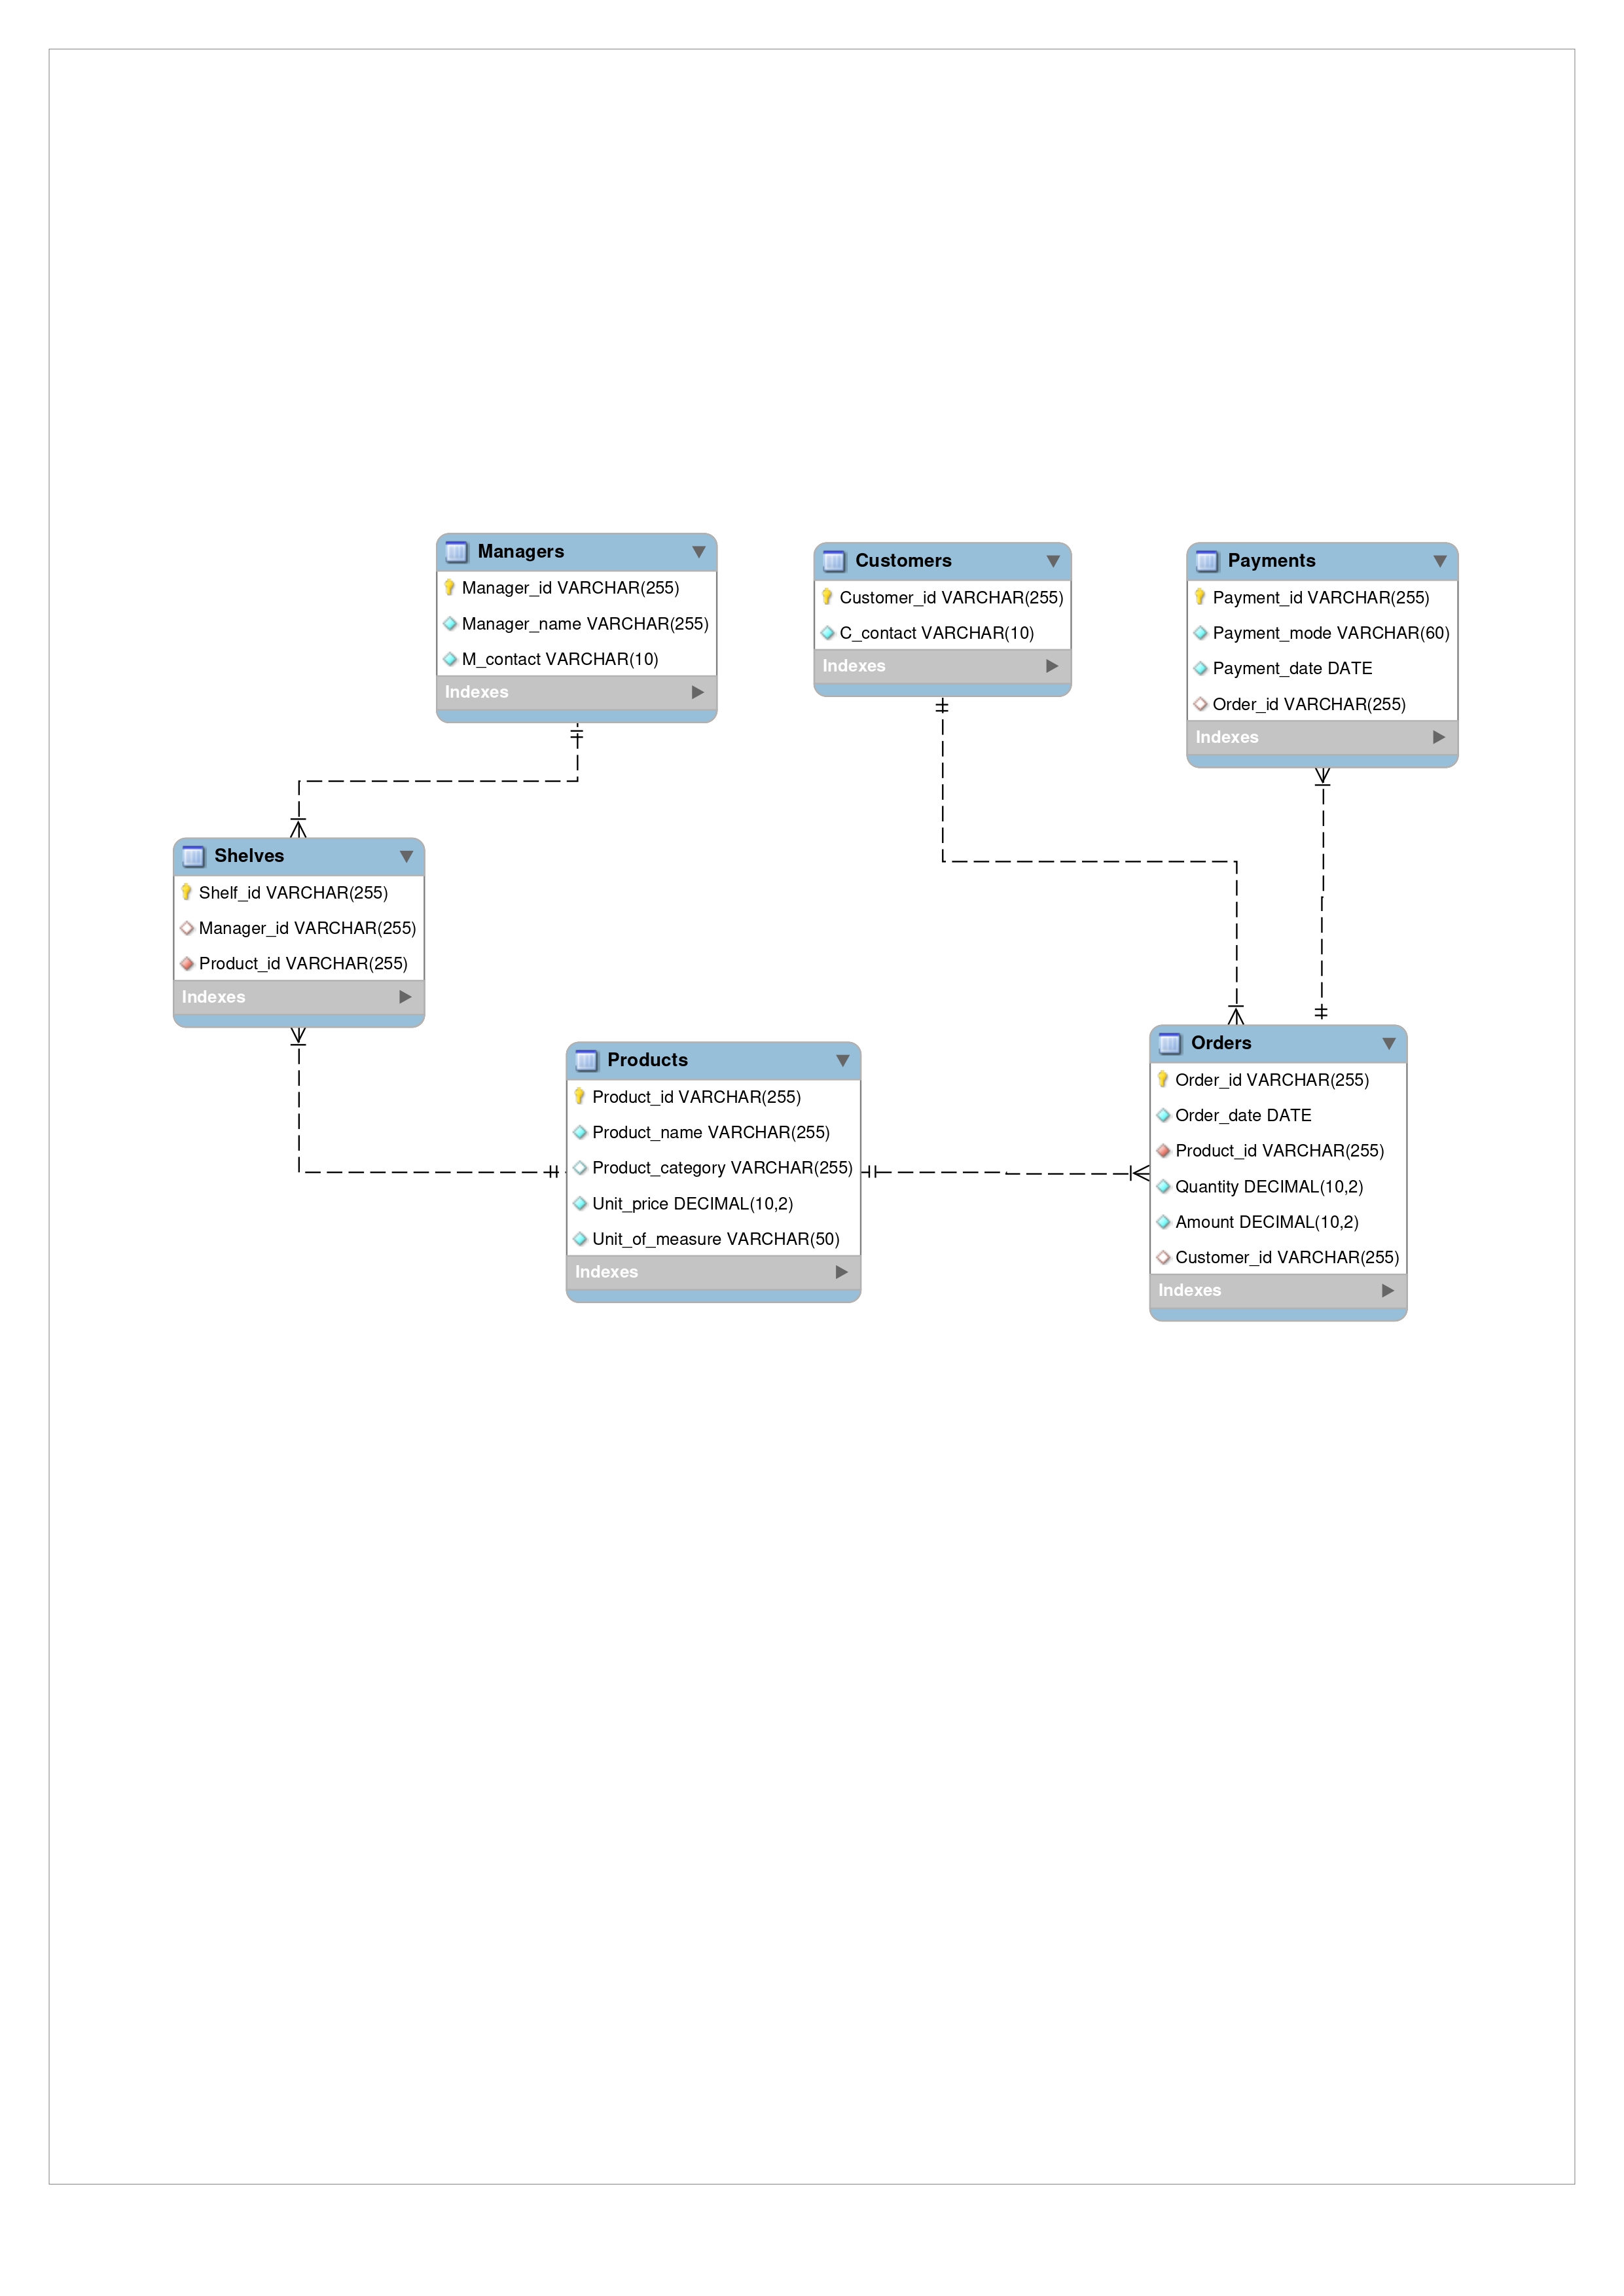 Managers
Manager_id VARCHAR(255)
Manager_name VARCHAR(255)
M_contact VARCHAR(10)
Indexes
Customers
Customer_id VARCHAR(255)
C_contact VARCHAR(10)
Indexes
Payments
Payment_id VARCHAR(255)
Payment_mode VARCHAR(60)
Payment_date DATE
Order_id VARCHAR(255)
Indexes
Shelves
Shelf_id VARCHAR(255)
Manager_id VARCHAR(255)
Product_id VARCHAR(255)
Indexes
Products
Product_id VARCHAR(255)
Product_name VARCHAR(255)
Product_category VARCHAR(255)
Unit_price DECIMAL(10,2)
Unit_of_measure VARCHAR(50)
Indexes
Orders
Order_id VARCHAR(255)
Order_date DATE
Product_id VARCHAR(255)
Quantity DECIMAL(10,2)
Amount DECIMAL(10,2)
Customer_id VARCHAR(255)
Indexes